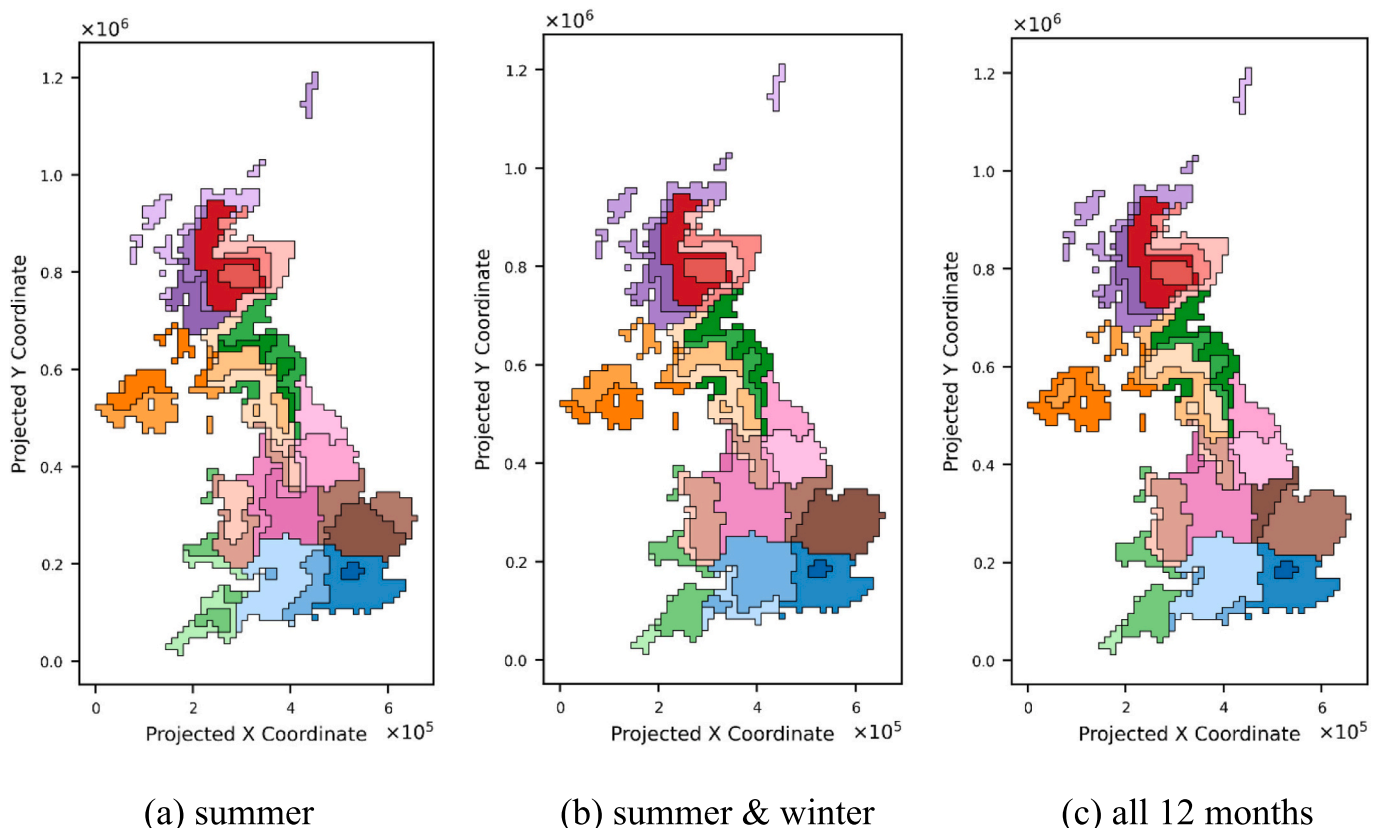 ×10⁶
1.2
1.0
0.8
0.6
0.4
0.2
0.0
Projected Y Coordinate
0 2 4 6
Projected X Coordinate ×10⁵
(a) summer
×10⁶
1.2
1.0
0.8
0.6
0.4
0.2
0.0
Projected Y Coordinate
0 2 4 6
Projected X Coordinate ×10⁵
(b) summer & winter
×10⁶
1.2
1.0
0.8
0.6
0.4
0.2
0.0
Projected Y Coordinate
0 2 4 6
Projected X Coordinate ×10⁵
(c) all 12 months